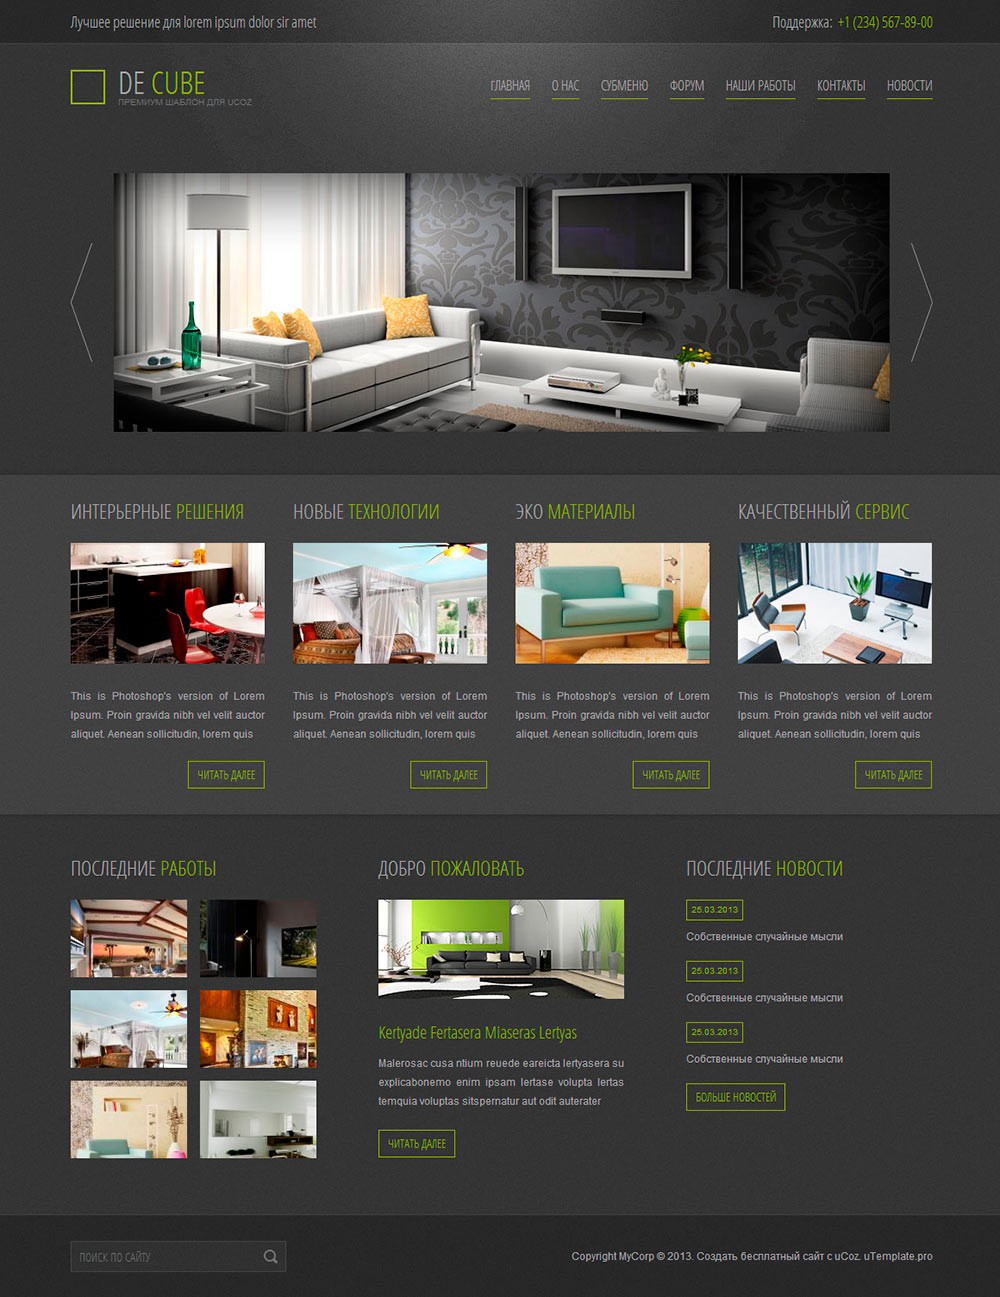 Лучшее решение для lorem ipsum dolor sir amet
Поддержка: +1 (234) 567-89-00
DE CUBE
ПРЕМИУМ ШАБЛОН ДЛЯ UCOZ
ГЛАВНАЯ О НАС СУБМЕНЮ ФОРУМ НАШИ РАБОТЫ КОНТАКТЫ НОВОСТИ
ИНТЕРЬЕРНЫЕ РЕШЕНИЯ
This is Photoshop's version of Lorem
Ipsum. Proin gravida nibh vel velit auctor
aliquet. Aenean sollicitudin, lorem quis
ЧИТАТЬ ДАЛЕЕ
НОВЫЕ ТЕХНОЛОГИИ
This is Photoshop's version of Lorem
Ipsum. Proin gravida nibh vel velit auctor
aliquet. Aenean sollicitudin, lorem quis
ЧИТАТЬ ДАЛЕЕ
ЭКО МАТЕРИАЛЫ
This is Photoshop's version of Lorem
Ipsum. Proin gravida nibh vel velit auctor
aliquet. Aenean sollicitudin, lorem quis
ЧИТАТЬ ДАЛЕЕ
КАЧЕСТВЕННЫЙ СЕРВИС
This is Photoshop's version of Lorem
Ipsum. Proin gravida nibh vel velit auctor
aliquet. Aenean sollicitudin, lorem quis
ЧИТАТЬ ДАЛЕЕ
ПОСЛЕДНИЕ РАБОТЫ
ДОБРО ПОЖАЛОВАТЬ
Kertyade Fertasera Miaseras Lertyas
Malerosac cusa ntium reuede eareicta lertyasera su
explicabonemo enim ipsam lertase volupta lertas
temquia voluptas sitspernatur aut odit auterater
ЧИТАТЬ ДАЛЕЕ
ПОСЛЕДНИЕ НОВОСТИ
25.03.2013
Собственные случайные мысли
25.03.2013
Собственные случайные мысли
25.03.2013
Собственные случайные мысли
БОЛЬШЕ НОВОСТЕЙ
ПОИСК ПО САЙТУ
Copyright MyCorp © 2013. Создать бесплатный сайт с uCoz. uTemplate.pro